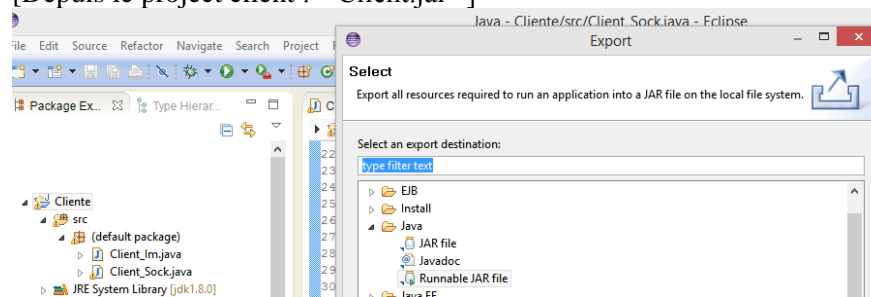 [Depuis le project client : " Client.jar " ]
Java - Cliente/src/Client_Sock.java - Eclipse
File Edit Source Refactor Navigate Search Project
Export
Select
Export all resources required to run an application into a JAR file on the local file system.
Package Ex... Type Hierar...
Select an export destination:
type filter text
22
23
24
25
26
27
28
29
30
Cliente
src
(default package)
Client_Im.java
Client_Sock.java
JRE System Library [jdk1.8.0]
EJB
Install
Java
JAR file
Javadoc
Runnable JAR file
Java EE